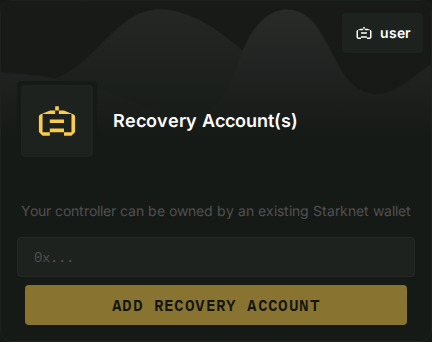 user
Recovery Account(s)
Your controller can be owned by an existing Starknet wallet
0x...
ADD RECOVERY ACCOUNT